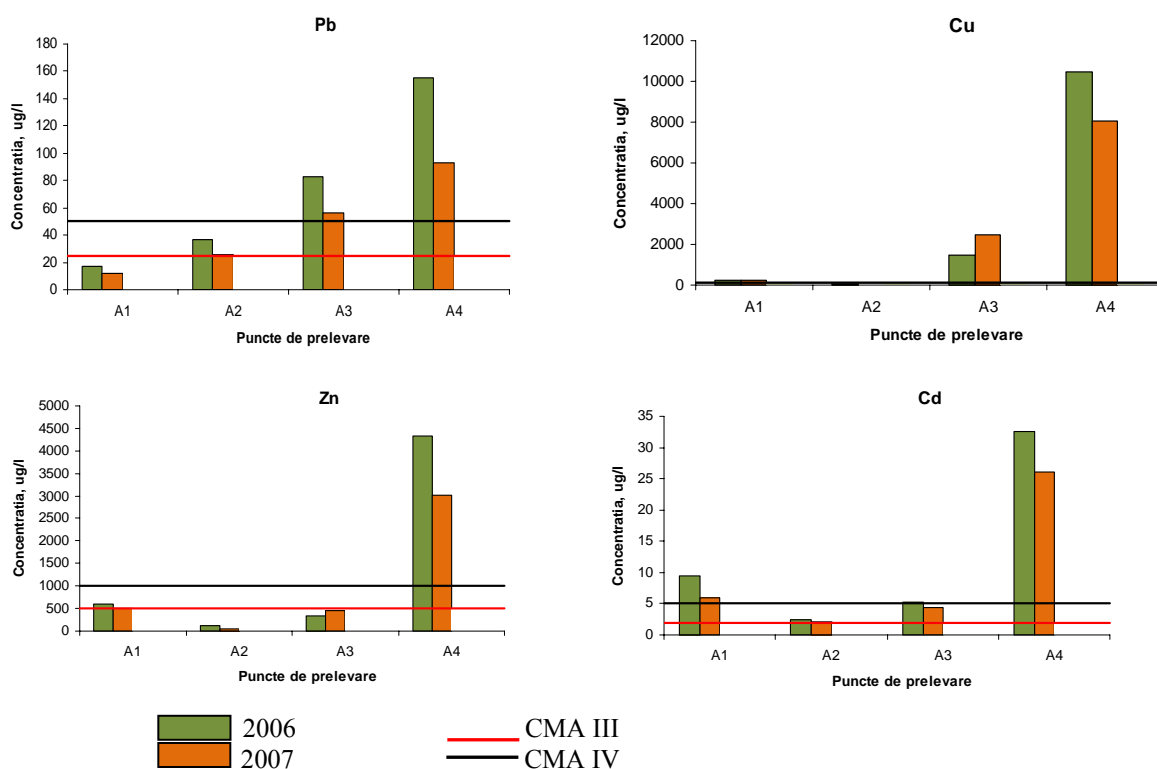 Pb
180
160
140
120
100
80
60
40
20
0
Concentratia, ug/l
A1 A2 A3 A4
Puncte de prelevare
Cu
12000
10000
8000
6000
4000
2000
0
Concentratia, ug/l
A1 A2 A3 A4
Puncte de prelevare
Zn
5000
4500
4000
3500
3000
2500
2000
1500
1000
500
0
Concentratia, ug/l
A1 A2 A3 A4
Puncte de prelevare
Cd
35
30
25
20
15
10
5
0
Concentratia, ug/l
A1 A2 A3 A4
Puncte de prelevare
2006
2007
CMA III
CMA IV